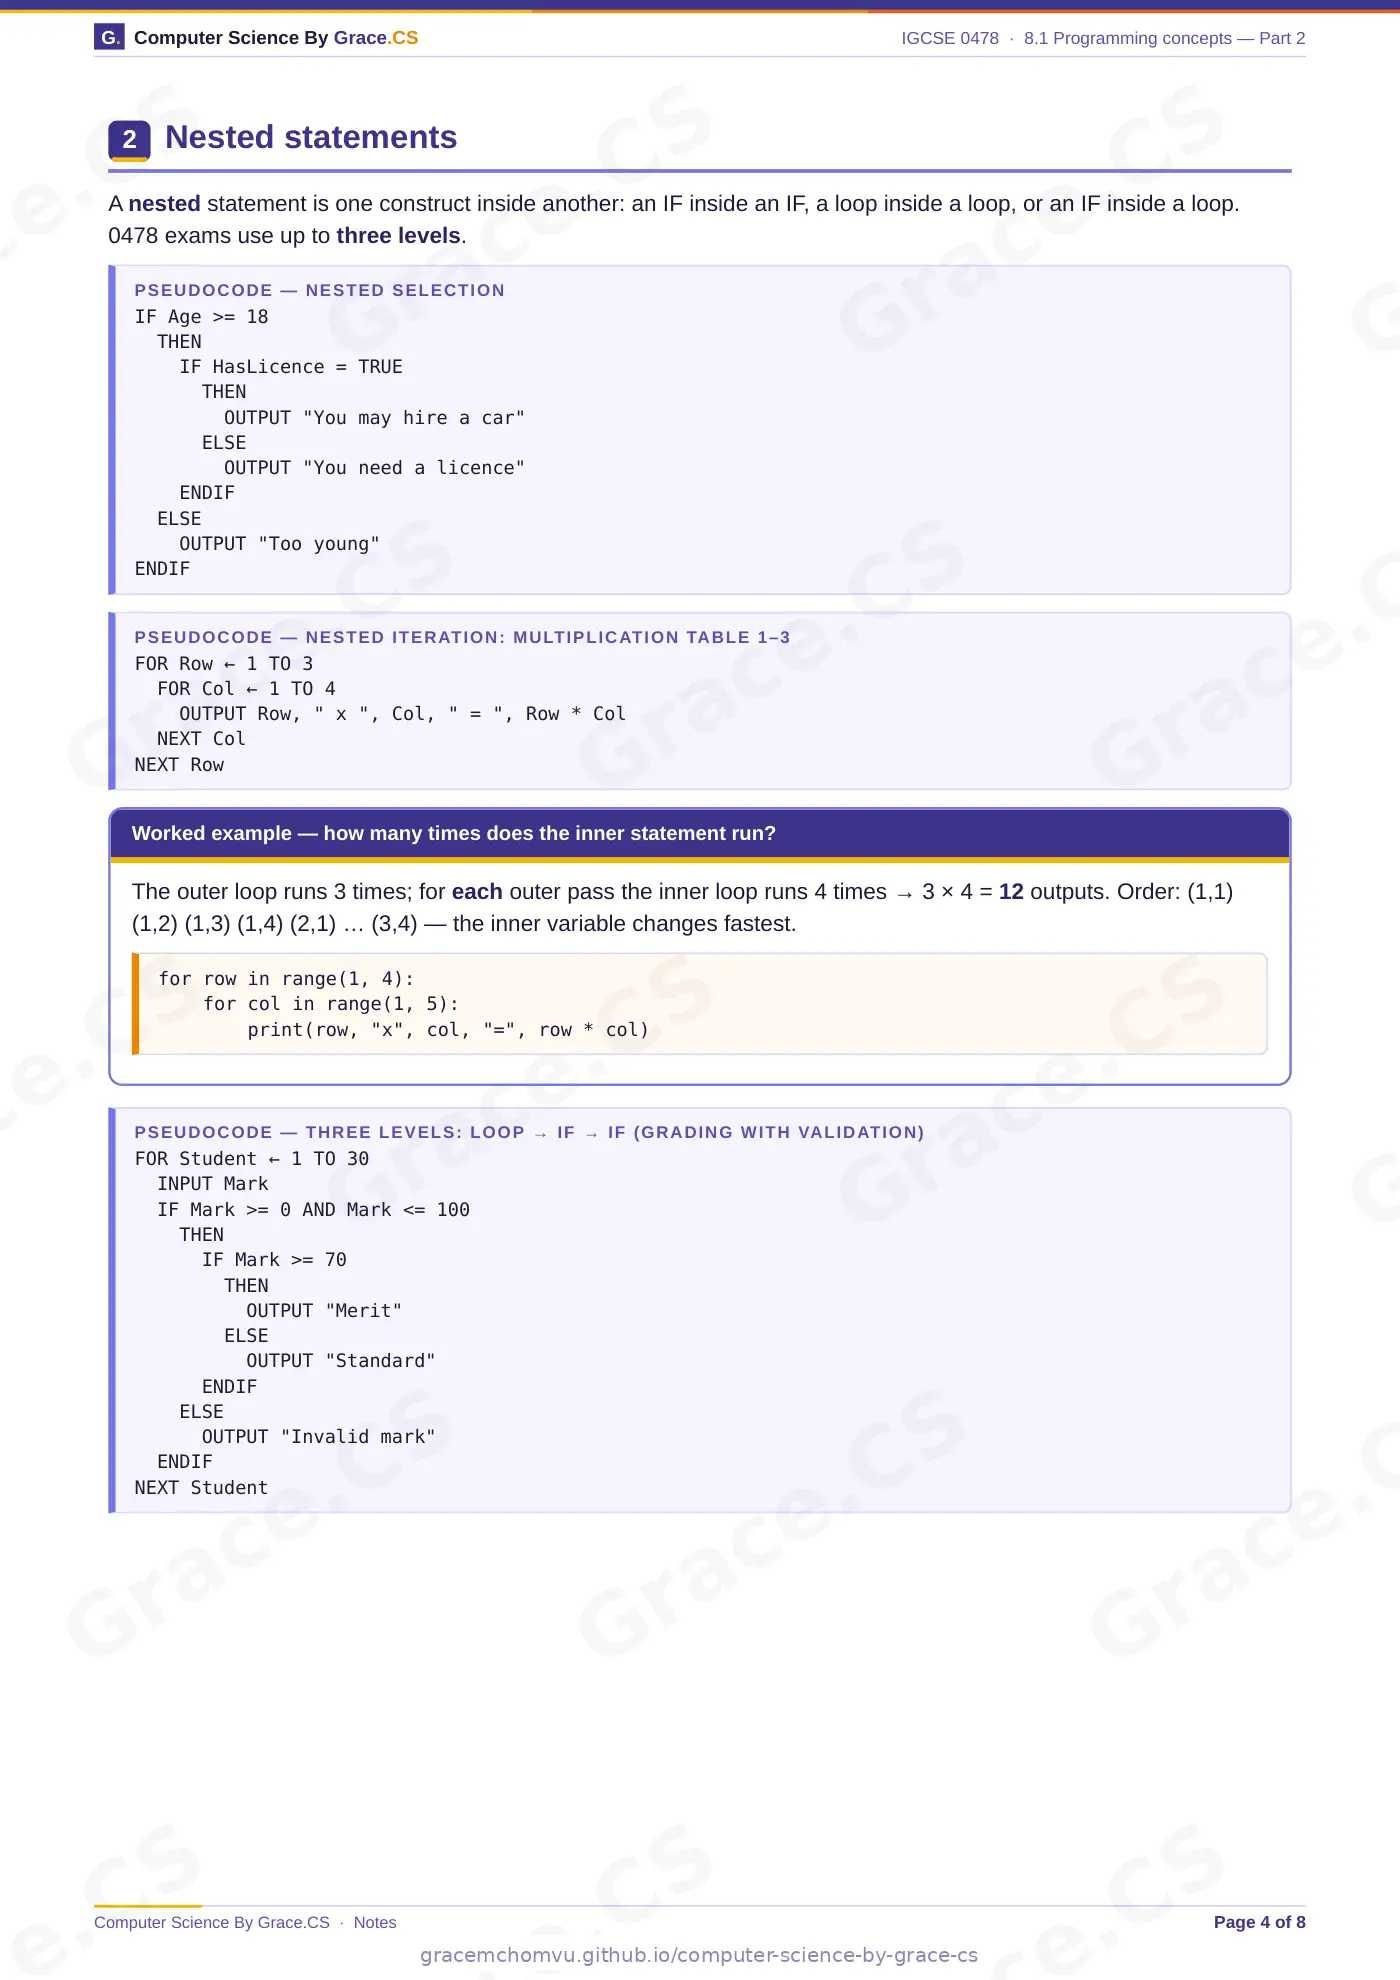 G. Computer Science By Grace.CS
IGCSE 0478 · 8.1 Programming concepts — Part 2
2 Nested statements
A nested statement is one construct inside another: an IF inside an IF, a loop inside a loop, or an IF inside a loop.
0478 exams use up to three levels.
PSEUDOCODE — NESTED SELECTION
IF Age >= 18
  THEN
    IF HasLicence = TRUE
      THEN
        OUTPUT "You may hire a car"
      ELSE
        OUTPUT "You need a licence"
    ENDIF
  ELSE
    OUTPUT "Too young"
ENDIF
PSEUDOCODE — NESTED ITERATION: MULTIPLICATION TABLE 1–3
FOR Row ← 1 TO 3
  FOR Col ← 1 TO 4
    OUTPUT Row, " x ", Col, " = ", Row * Col
  NEXT Col
NEXT Row
Worked example — how many times does the inner statement run?
The outer loop runs 3 times; for each outer pass the inner loop runs 4 times → 3 × 4 = 12 outputs. Order: (1,1)
(1,2) (1,3) (1,4) (2,1) … (3,4) — the inner variable changes fastest.
for row in range(1, 4):
    for col in range(1, 5):
        print(row, "x", col, "=", row * col)
PSEUDOCODE — THREE LEVELS: LOOP → IF → IF (GRADING WITH VALIDATION)
FOR Student ← 1 TO 30
  INPUT Mark
  IF Mark >= 0 AND Mark <= 100
    THEN
      IF Mark >= 70
        THEN
          OUTPUT "Merit"
        ELSE
          OUTPUT "Standard"
      ENDIF
    ELSE
      OUTPUT "Invalid mark"
  ENDIF
NEXT Student
Computer Science By Grace.CS · Notes
Page 4 of 8
gracemchomvu.github.io/computer-science-by-grace-cs